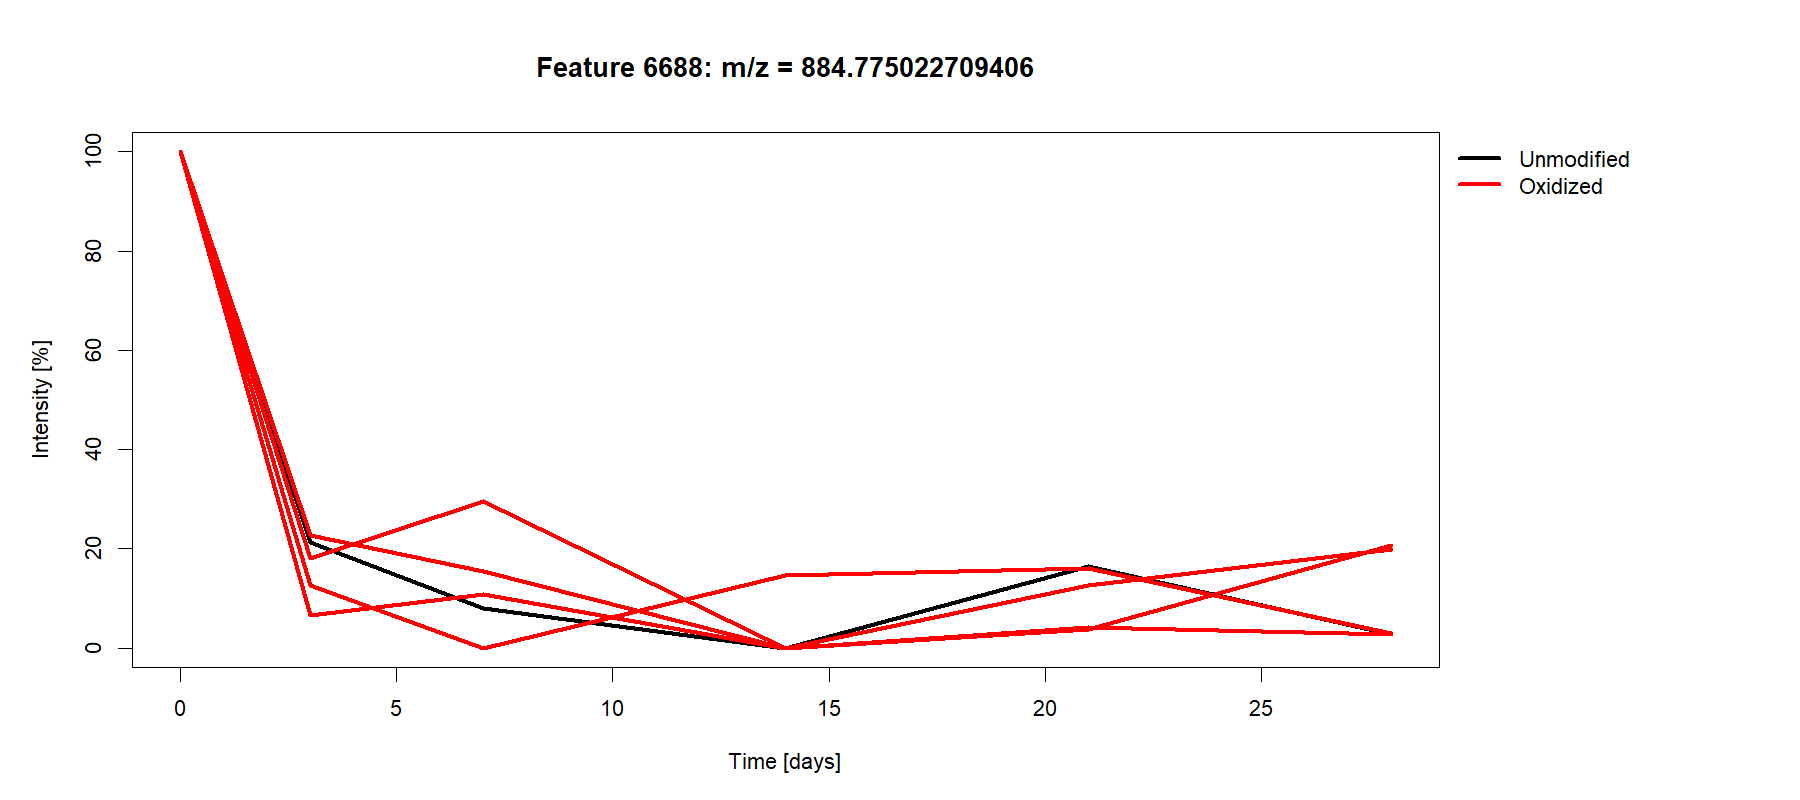 Feature 6688: m/z = 884.775022709406
Unmodified
Oxidized
Intensity [%]
100
80
60
40
20
0
0 5 10 15 20 25
Time [days]